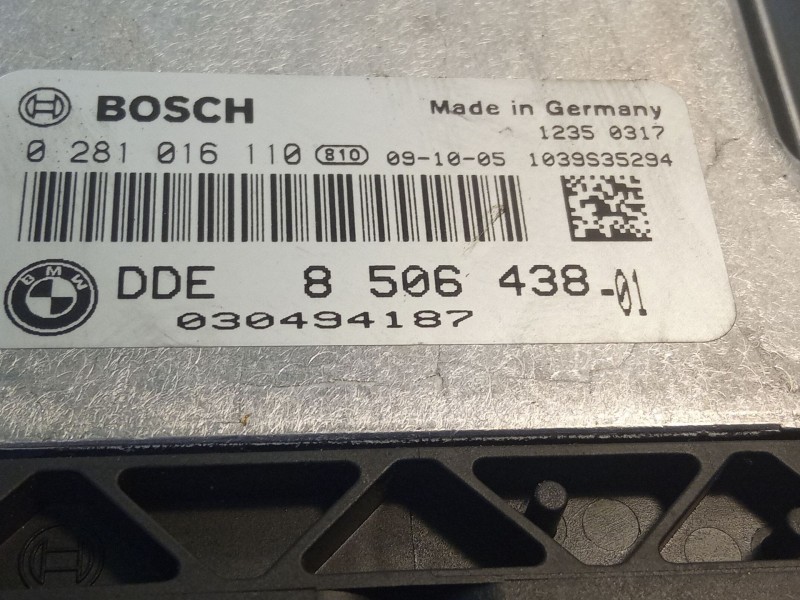 BOSCH
Made in Germany
1235 0317
0 281 016 110 810 09-10-05 1039S35294
BMW DDE 8 506 438-01
030494187